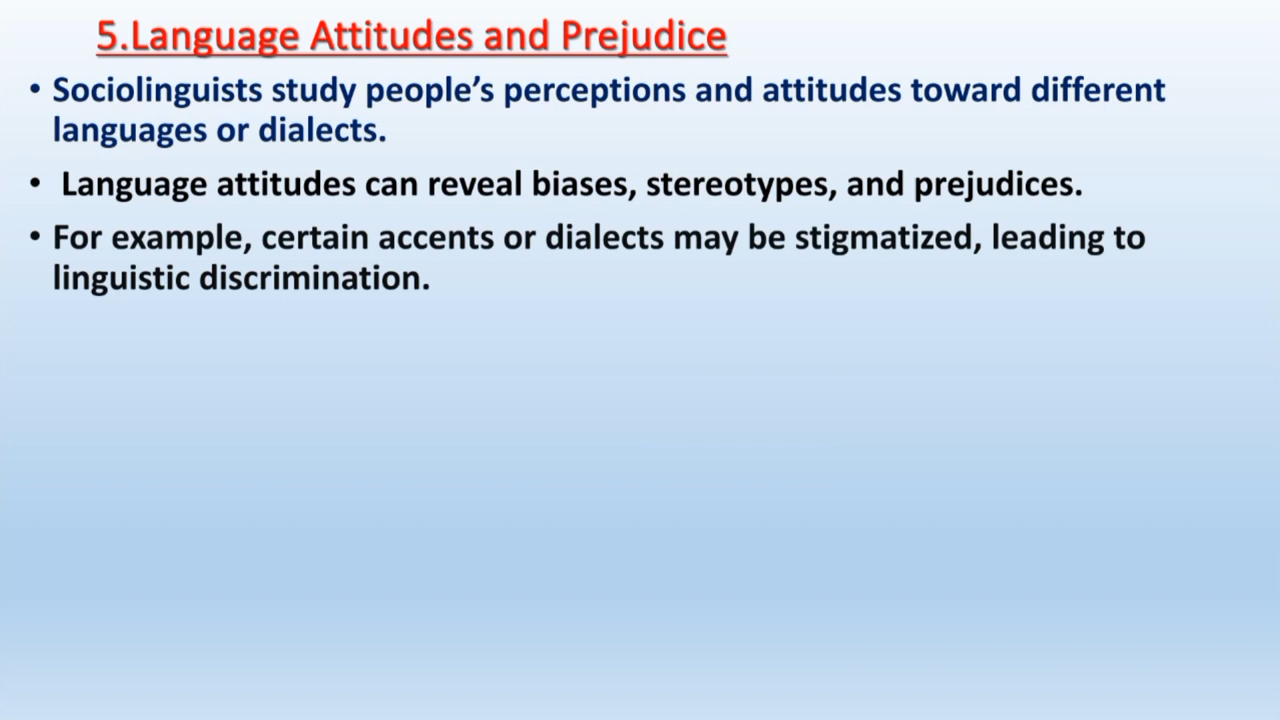 5.Language Attitudes and Prejudice
• Sociolinguists study people’s perceptions and attitudes toward different
languages or dialects.
• Language attitudes can reveal biases, stereotypes, and prejudices.
• For example, certain accents or dialects may be stigmatized, leading to
linguistic discrimination.